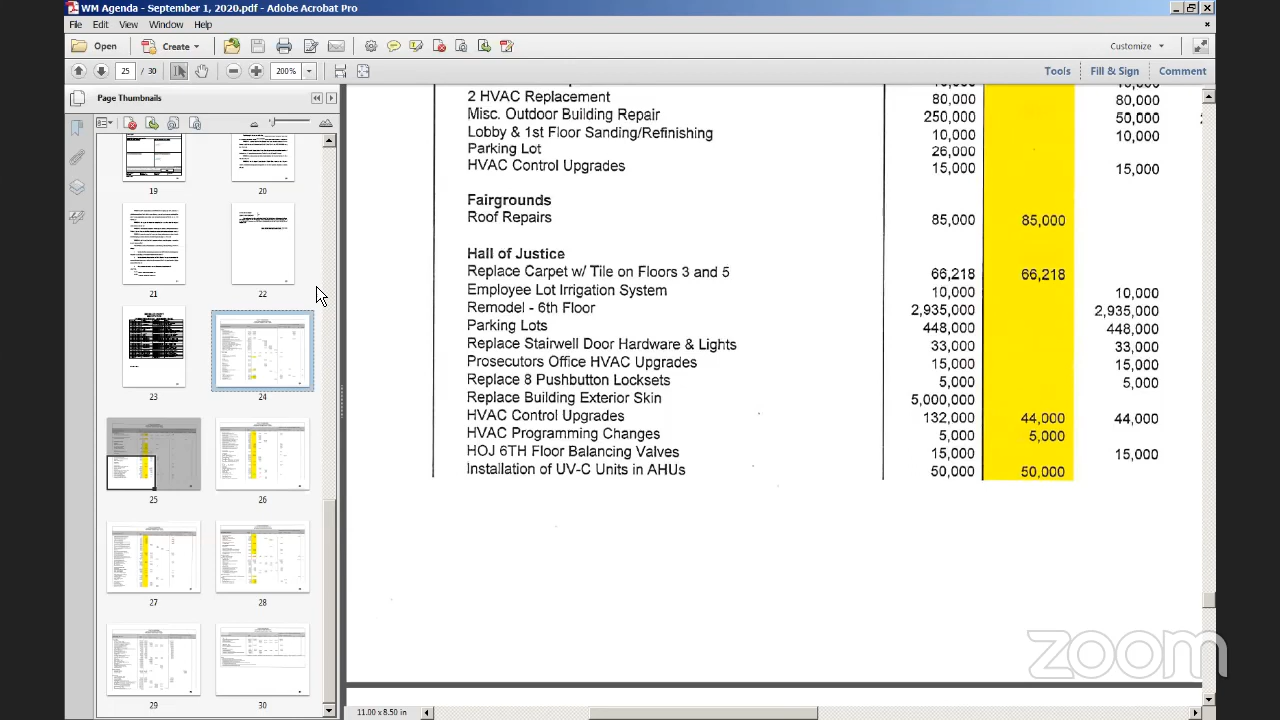 WM Agenda - September 1, 2020.pdf - Adobe Acrobat Pro
File Edit View Window Help
Open Create Customize
25 / 30 200% Tools Fill & Sign Comment
Page Thumbnails
2 HVAC Replacement 80,000 80,000
Misc. Outdoor Building Repair 250,000 50,000
Lobby & 1st Floor Sanding/Refinishing 10,000 10,000
Parking Lot 26,000
HVAC Control Upgrades 15,000 15,000
Fairgrounds
Roof Repairs 85,000 85,000
Hall of Justice
Replace Carpet w/ Tile on Floors 3 and 5 66,218 66,218
Employee Lot Irrigation System 10,000 10,000
Remodel - 6th Floor 2,935,000 2,935,000
Parking Lots 448,000 448,000
Replace Stairwell Door Hardware & Lights 33,000 33,000
Prosecutors Office HVAC Upgrades 15,000 15,000
Replace 8 Pushbutton Locksets 5,000 5,000
Replace Building Exterior Skin 5,000,000
HVAC Control Upgrades 132,000 44,000 44,000
HVAC Programming Changes 5,000 5,000
HOJ 6TH Floor Balancing Valves 15,000 15,000
Installation of UV-C Units in AHUs 50,000 50,000
19 20
21 22
23 24
25 26
27 28
29 30
11.00 x 8.50 in
zoom